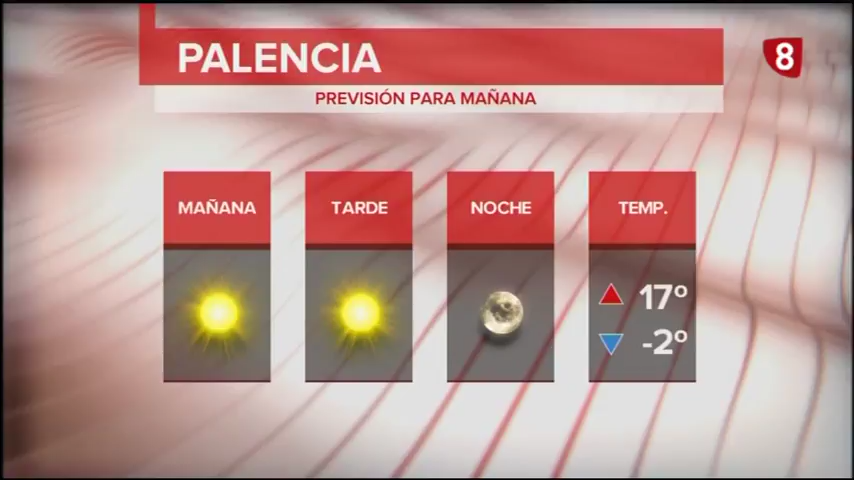 PALENCIA
8
PREVISIÓN PARA MAÑANA
MAÑANA
TARDE
NOCHE
TEMP.
17º
-2º